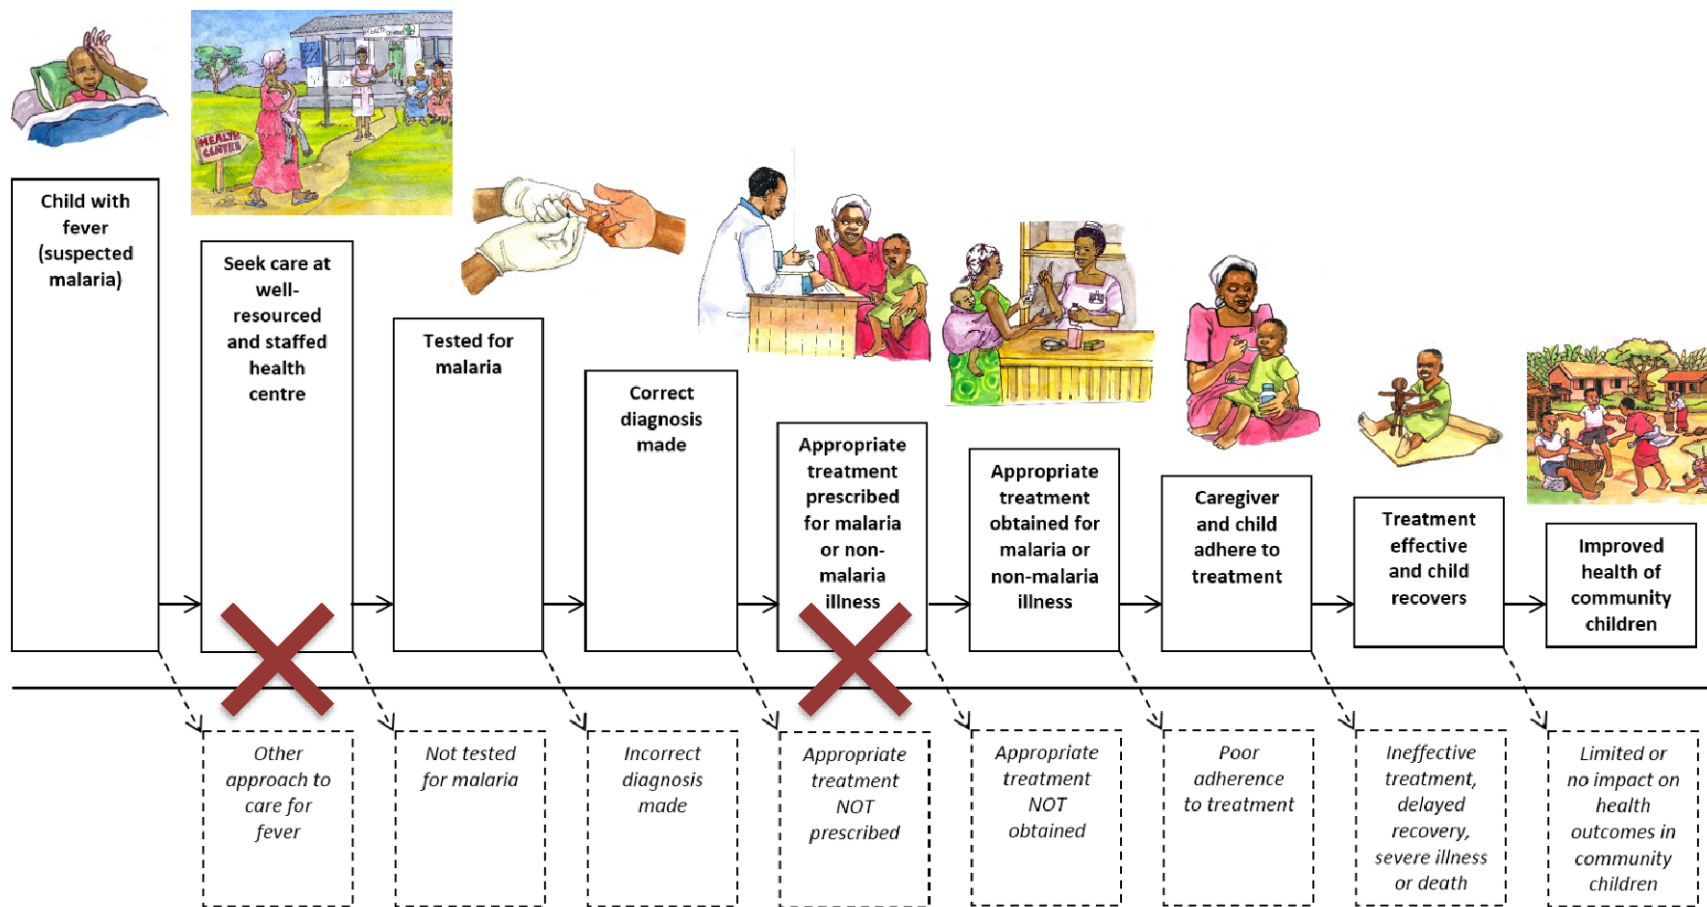 HEALTH
CENTRE
HEALTH
Child with
fever
(suspected
malaria)
Seek care at
well-
resourced
and staffed
health
centre
Tested for
malaria
Correct
diagnosis
made
Appropriate
treatment
prescribed
for malaria
or non-
malaria
illness
Appropriate
treatment
obtained for
malaria or
non-malaria
illness
Caregiver
and child
adhere to
treatment
Treatment
effective
and child
recovers
Improved
health of
community
children
Other
approach to
care for
fever
Not tested
for malaria
Incorrect
diagnosis
made
Appropriate
treatment
NOT
prescribed
Appropriate
treatment
NOT
obtained
Poor
adherence
to treatment
Ineffective
treatment,
delayed
recovery,
severe illness
or death
Limited or
no impact on
health
outcomes in
community
children